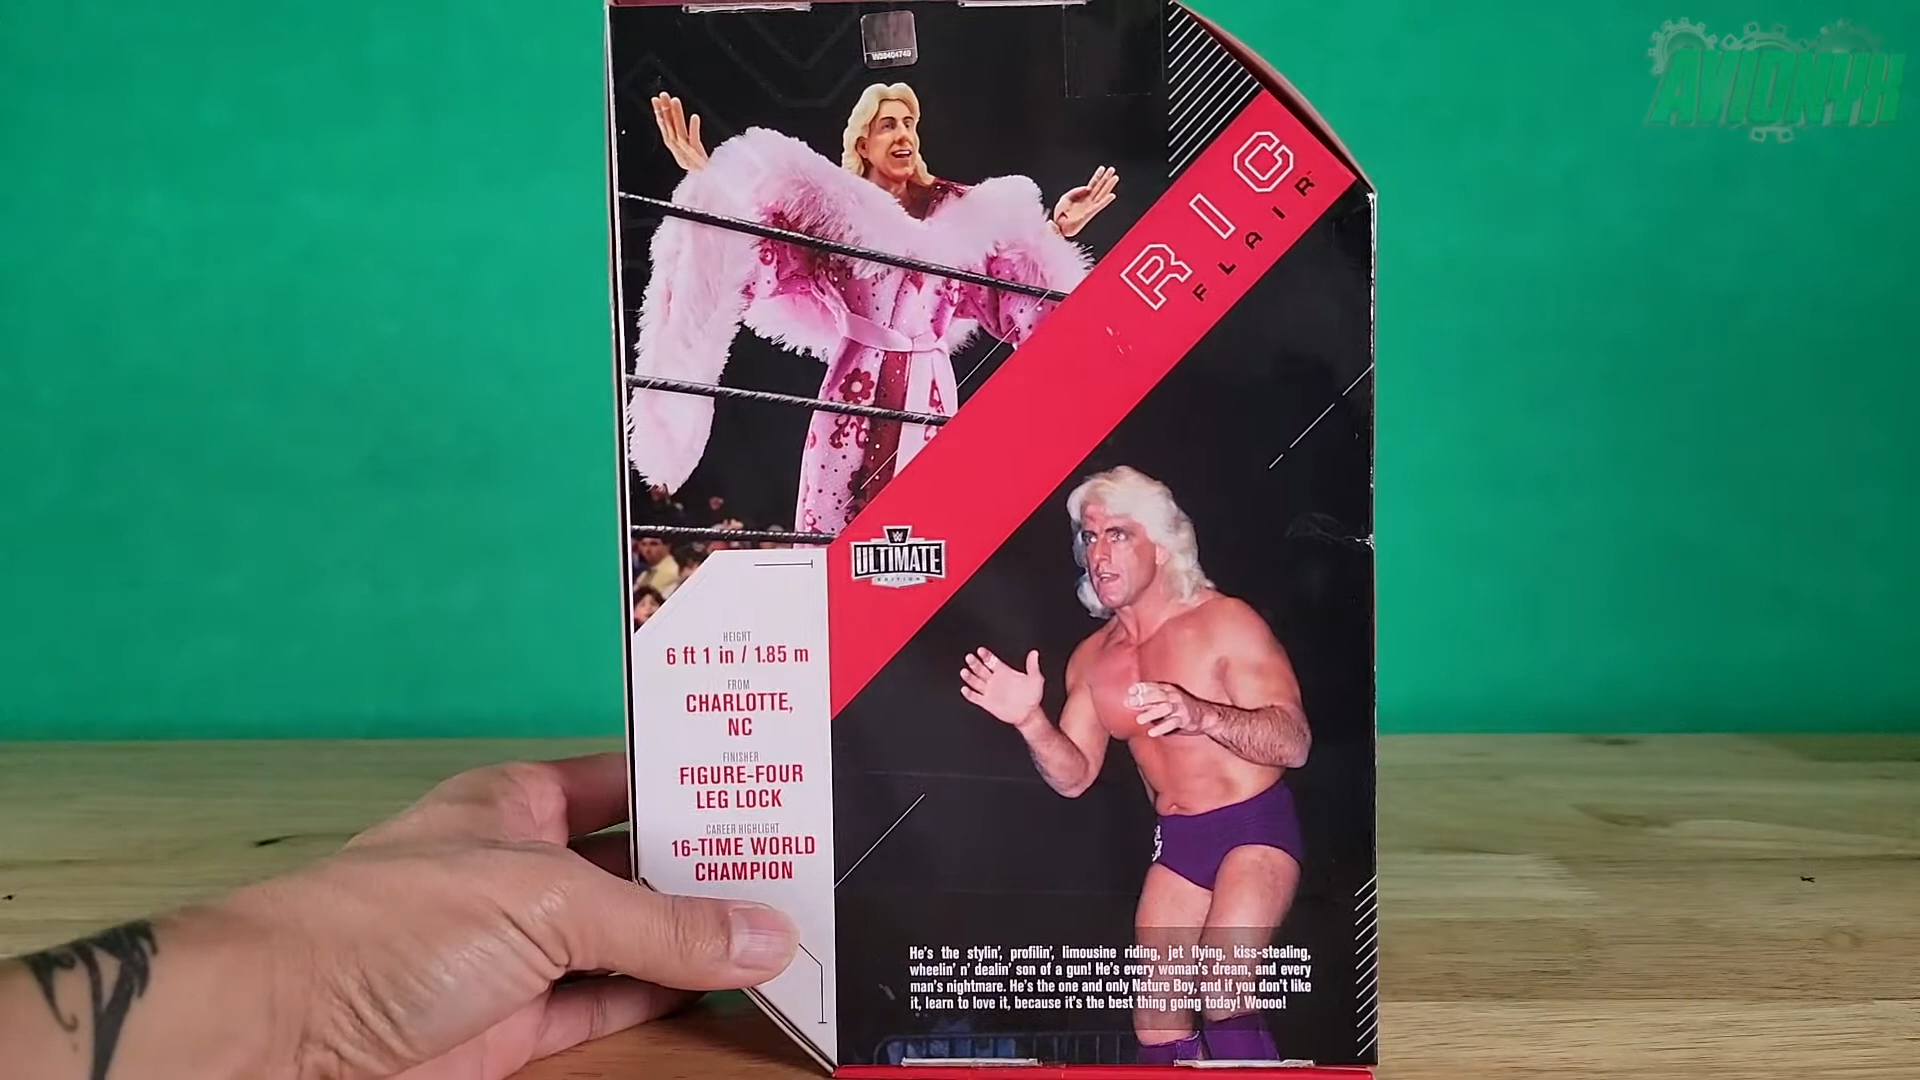 AVIONYX
RIC
FLAIR
W
ULTIMATE
EDITION
HEIGHT
6 ft 1 in / 1.85 m
FROM
CHARLOTTE,
NC
FINISHER
FIGURE-FOUR
LEG LOCK
CAREER HIGHLIGHT
16-TIME WORLD
CHAMPION
He's the stylin', profilin', limousine riding, jet flying, kiss-stealing,
wheelin' n' dealin' son of a gun! He's every woman's dream, and every
man's nightmare. He's the one and only Nature Boy, and if you don't like
it, learn to love it, because it's the best thing going today! Woooo!